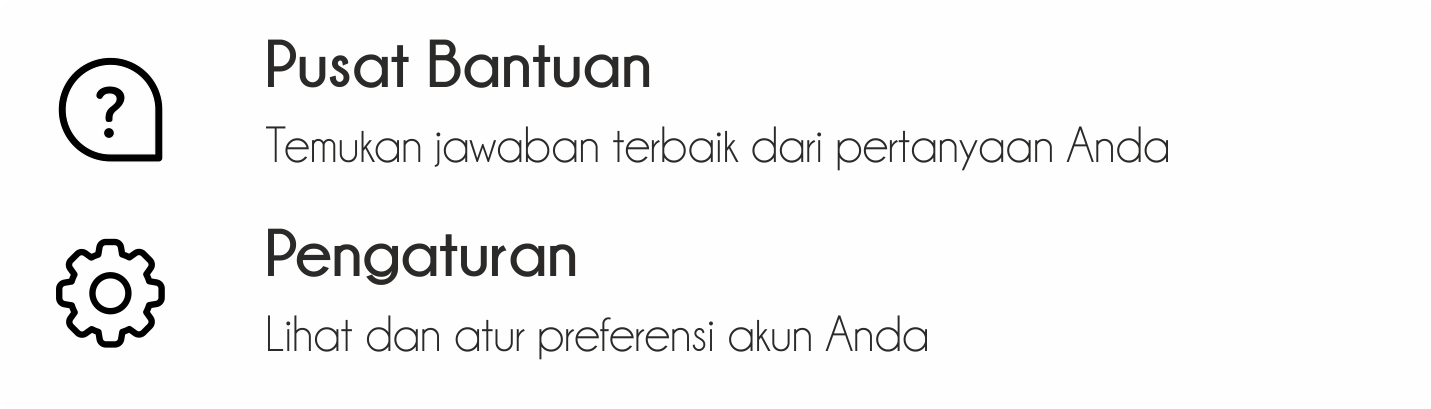 Pusat Bantuan
Temukan jawaban terbaik dari pertanyaan Anda
Pengaturan
Lihat dan atur preferensi akun Anda